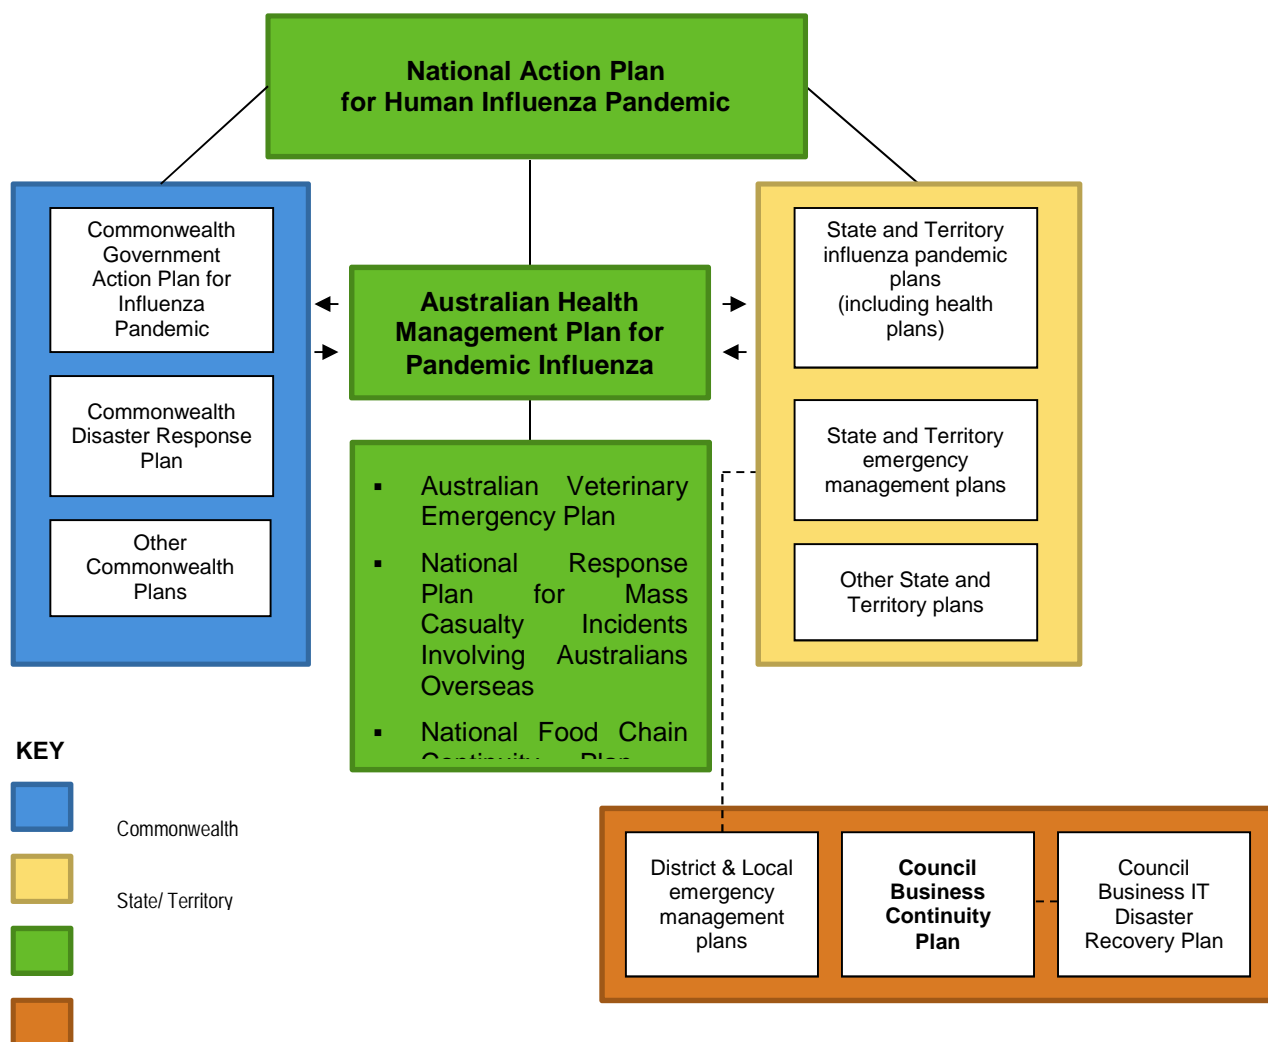 National Action Plan
for Human Influenza Pandemic
Commonwealth
Government
Action Plan for
Influenza
Pandemic
Commonwealth
Disaster Response
Plan
Other
Commonwealth
Plans
Australian Health
Management Plan for
Pandemic Influenza
▪ Australian Veterinary
Emergency Plan
▪ National Response
Plan for Mass
Casualty Incidents
Involving Australians
Overseas
▪ National Food Chain
Continuity Plan
State and Territory
influenza pandemic
plans
(including health
plans)
State and Territory
emergency
management plans
Other State and
Territory plans
KEY
Commonwealth
State/ Territory
District & Local
emergency
management
plans
Council
Business
Continuity
Plan
Council
Business IT
Disaster
Recovery Plan